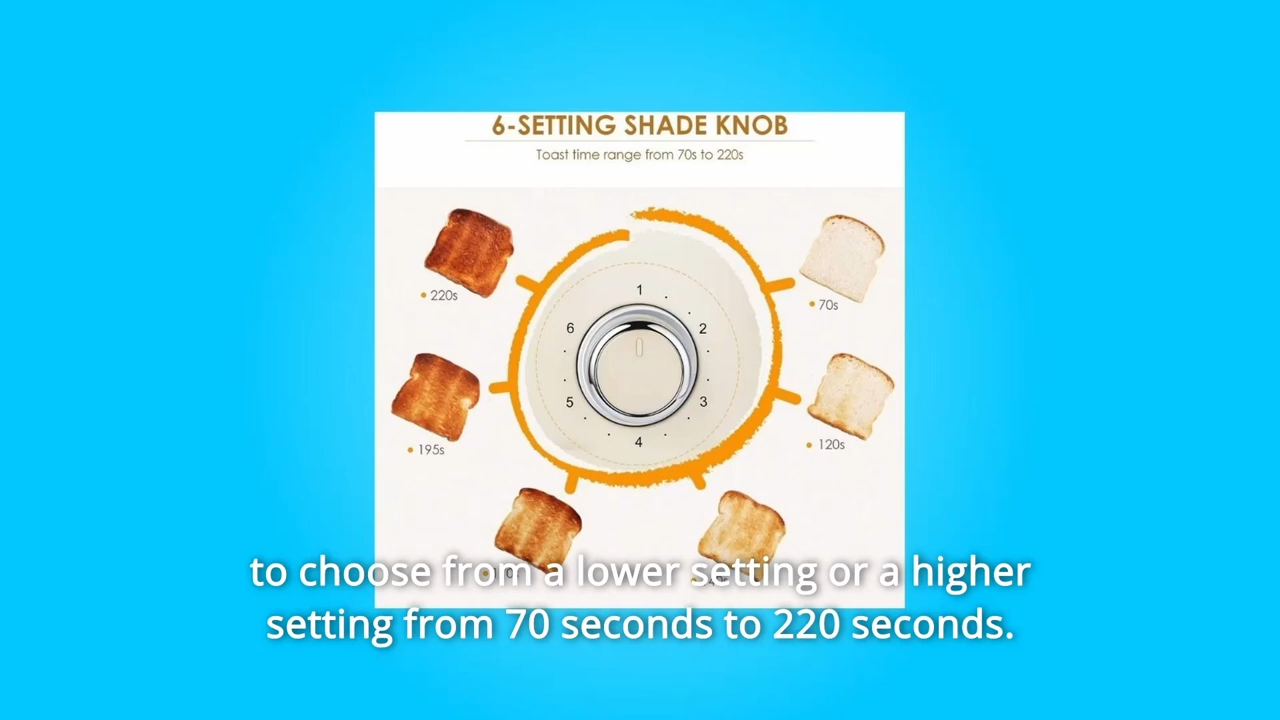 6-SETTING SHADE KNOB
Toast time range from 70s to 220s
220s
70s
1
6
2
5
3
4
195s
120s
to choose from a lower setting or a higher
setting from 70 seconds to 220 seconds.